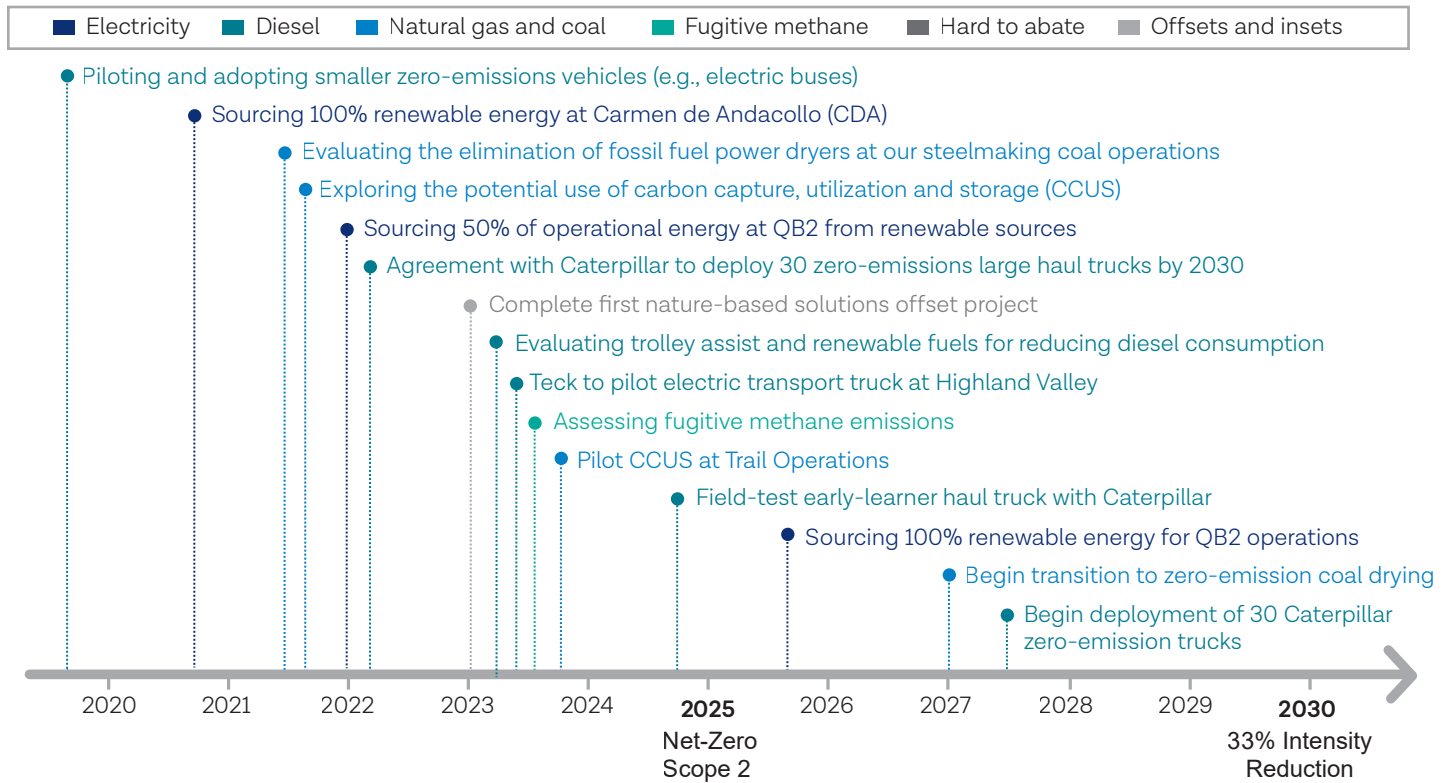 Electricity Diesel Natural gas and coal Fugitive methane Hard to abate Offsets and insets
Piloting and adopting smaller zero-emissions vehicles (e.g., electric buses)
Sourcing 100% renewable energy at Carmen de Andacollo (CDA)
Evaluating the elimination of fossil fuel power dryers at our steelmaking coal operations
Exploring the potential use of carbon capture, utilization and storage (CCUS)
Sourcing 50% of operational energy at QB2 from renewable sources
Agreement with Caterpillar to deploy 30 zero-emissions large haul trucks by 2030
Complete first nature-based solutions offset project
Evaluating trolley assist and renewable fuels for reducing diesel consumption
Teck to pilot electric transport truck at Highland Valley
Assessing fugitive methane emissions
Pilot CCUS at Trail Operations
Field-test early-learner haul truck with Caterpillar
Sourcing 100% renewable energy for QB2 operations
Begin transition to zero-emission coal drying
Begin deployment of 30 Caterpillar
zero-emission trucks
2020 2021 2022 2023 2024 2025 2026 2027 2028 2029 2030
Net-Zero
Scope 2
33% Intensity
Reduction